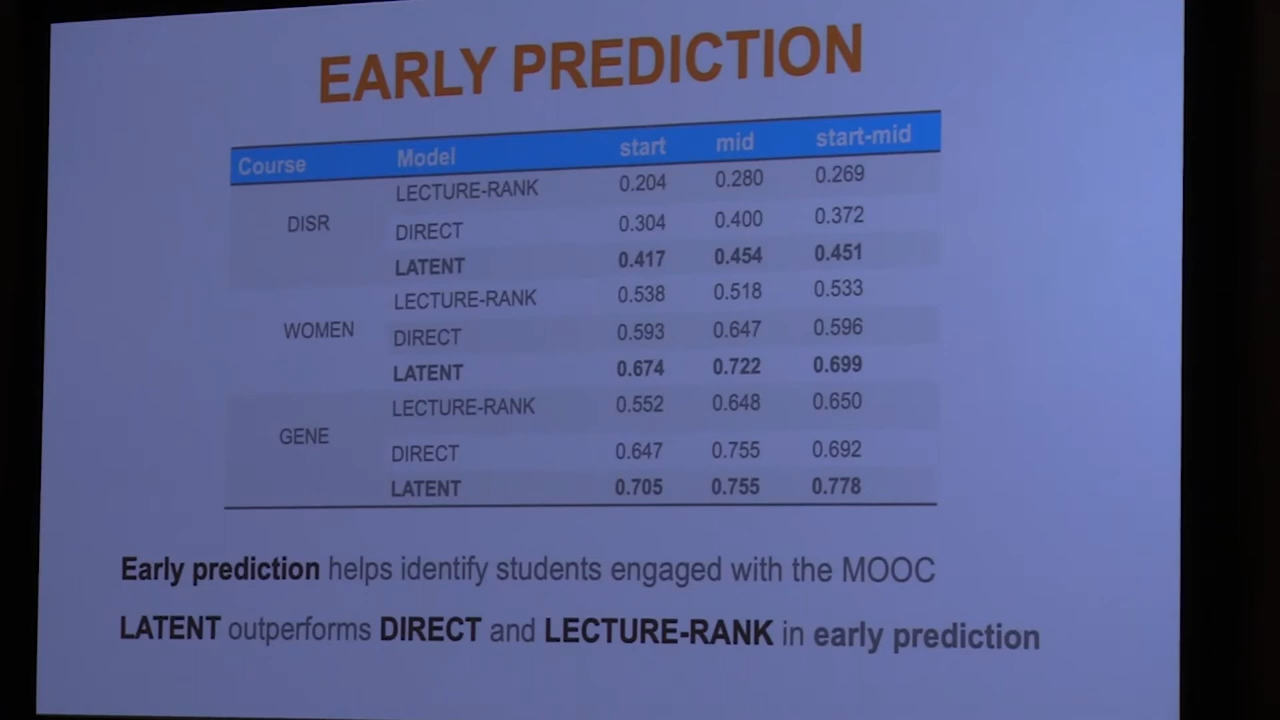 EARLY PREDICTION
Course Model start mid start-mid
LECTURE-RANK 0.204 0.280 0.269
DISR
DIRECT 0.304 0.400 0.372
LATENT 0.417 0.454 0.451
LECTURE-RANK 0.538 0.518 0.533
WOMEN
DIRECT 0.593 0.647 0.596
LATENT 0.674 0.722 0.699
LECTURE-RANK 0.552 0.648 0.650
GENE
DIRECT 0.647 0.755 0.692
LATENT 0.705 0.755 0.778
Early prediction helps identify students engaged with the MOOC
LATENT outperforms DIRECT and LECTURE-RANK in early prediction